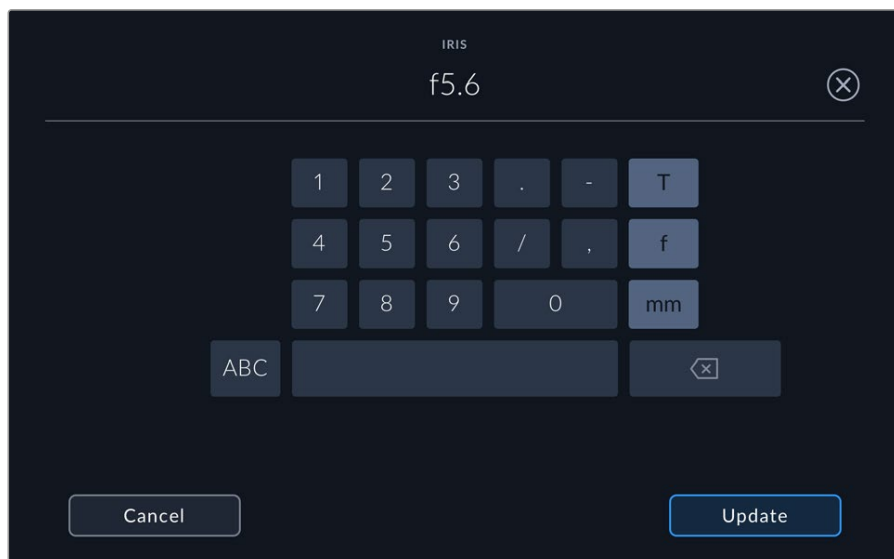 IRIS
f5.6
1 2 3 . - T
4 5 6 / , f
7 8 9 0 mm
ABC
Cancel Update